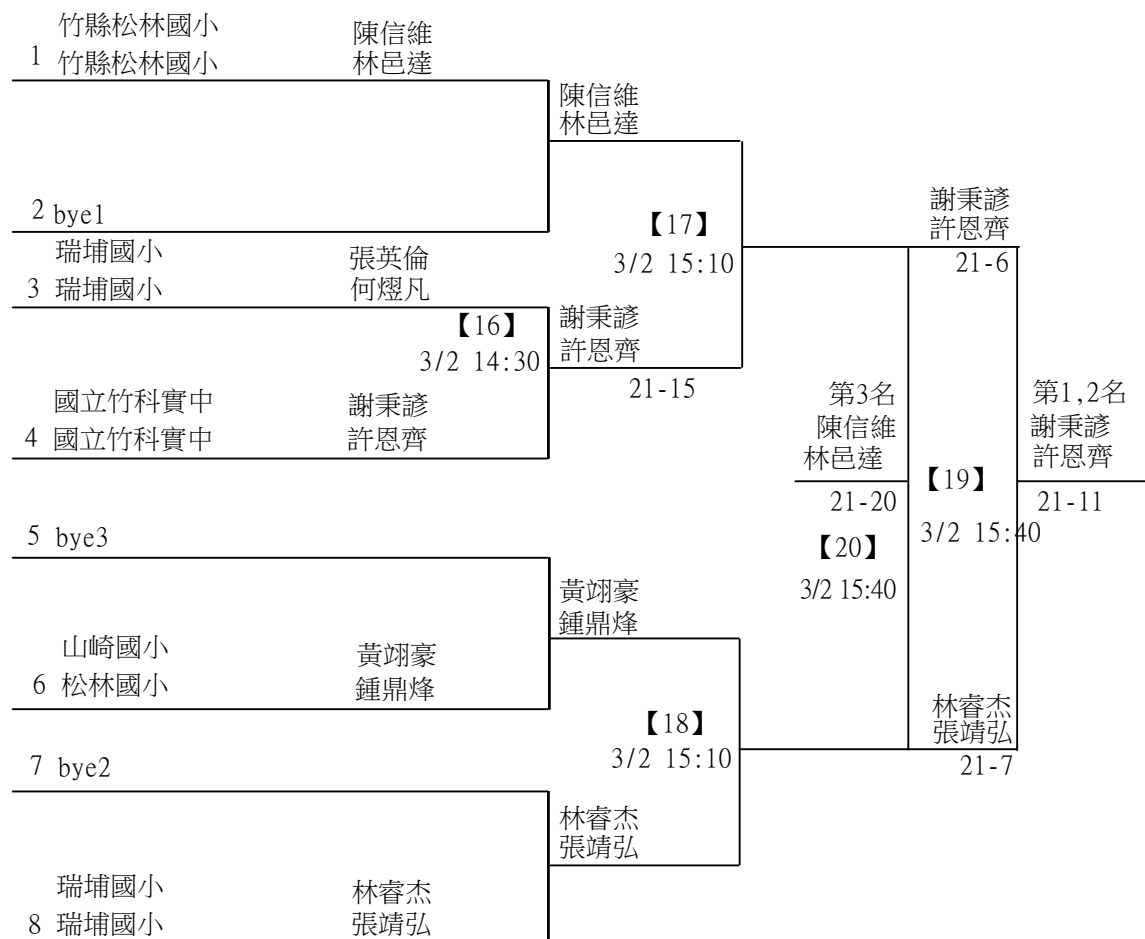 竹縣松林國小 陳信維
1 竹縣松林國小 林邑達
陳信維
林邑達
2 bye1
【17】
3/2 15:10
謝秉諺
許恩齊
21-6
瑞埔國小 張英倫
3 瑞埔國小 何熤凡
【16】
3/2 14:30
謝秉諺
許恩齊
21-15
國立竹科實中 謝秉諺
4 國立竹科實中 許恩齊
第3名
陳信維
林邑達
21-20
【20】
3/2 15:40
【19】
3/2 15:40
第1,2名
謝秉諺
許恩齊
21-11
5 bye3
黃翊豪
鍾鼎烽
山崎國小 黃翊豪
6 松林國小 鍾鼎烽
【18】
3/2 15:10
林睿杰
張靖弘
21-7
7 bye2
林睿杰
張靖弘
瑞埔國小 林睿杰
8 瑞埔國小 張靖弘